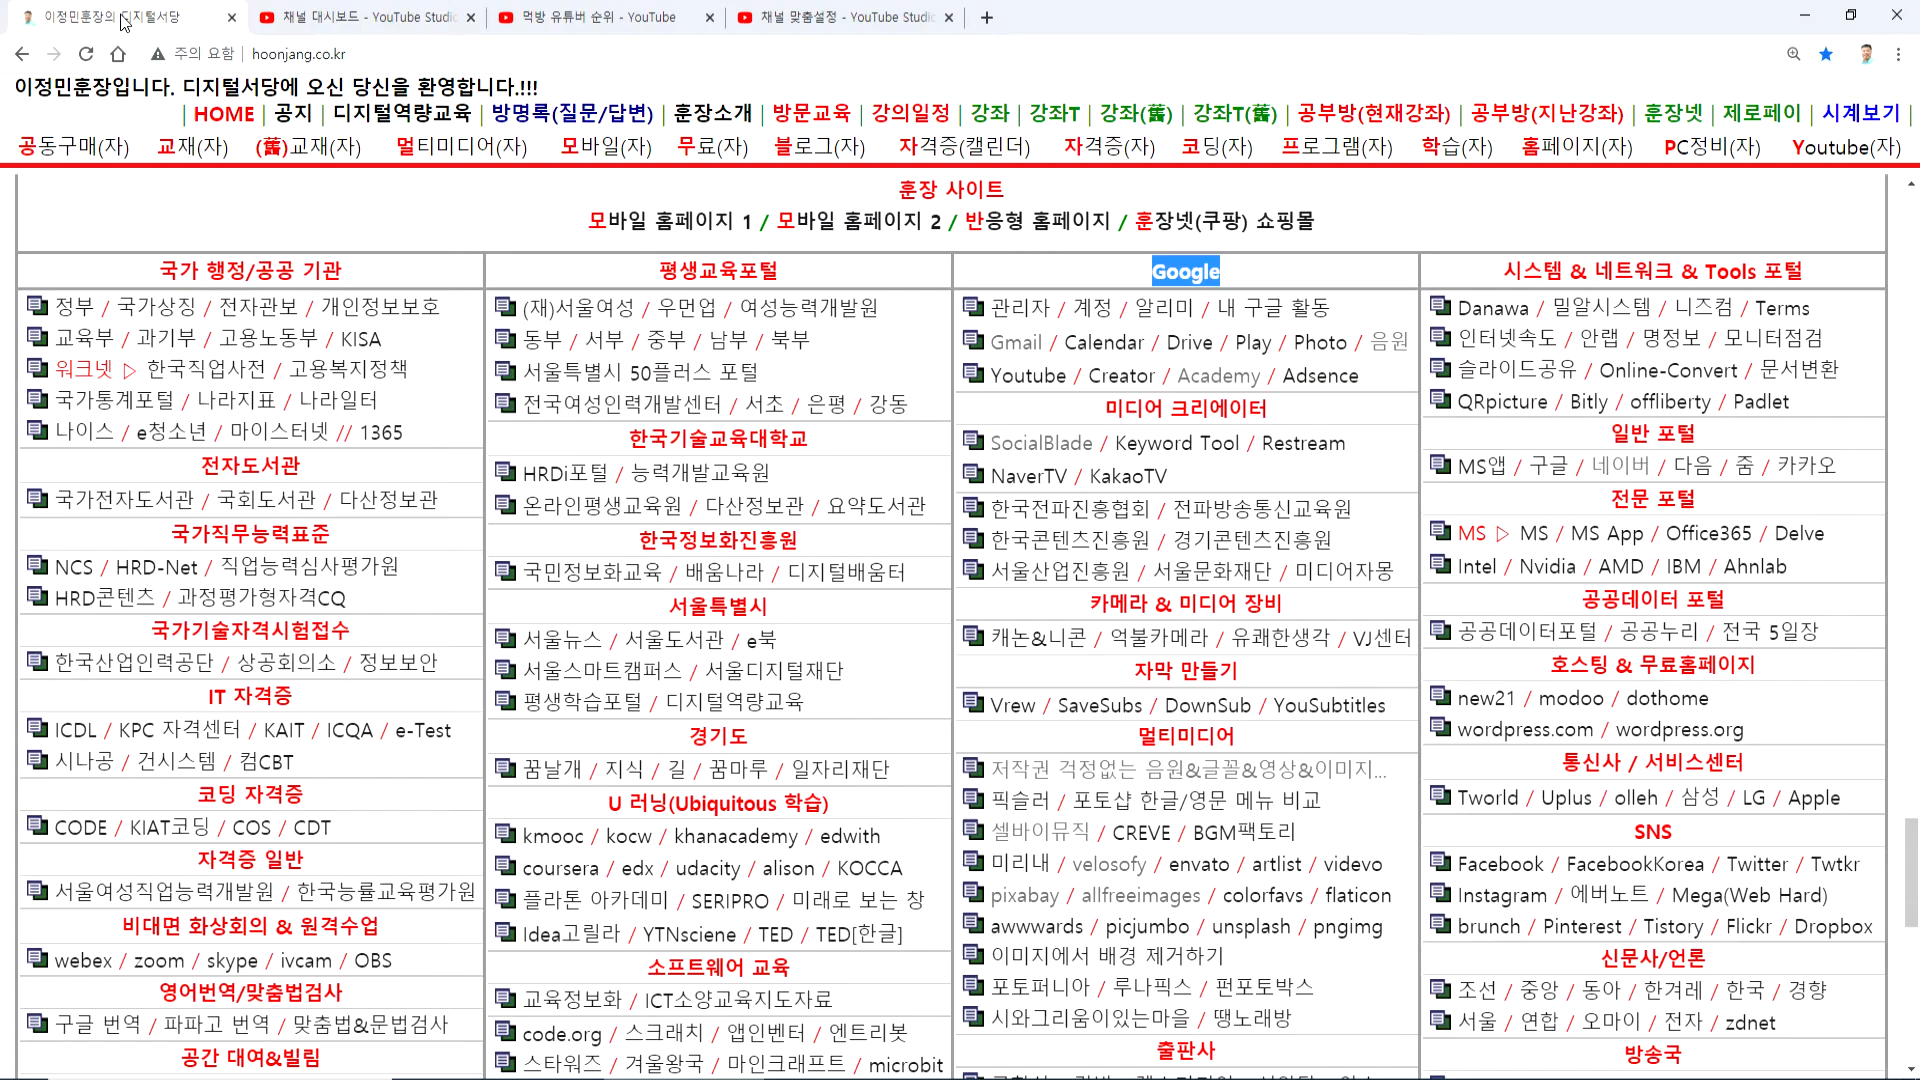 이정민훈장의 디지털서당
채널 대시보드 - YouTube Studio
먹방 유튜버 순위 - YouTube
채널 맞춤설정 - YouTube Studio
주의 요함 | hoonjang.co.kr
이정민훈장입니다. 디지털서당에 오신 당신을 환영합니다.!!!
| HOME | 공지 | 디지털역량교육 | 방명록(질문/답변) | 훈장소개 | 방문교육 | 강의일정 | 강좌 | 강좌T | 강좌(舊) | 강좌T(舊) | 공부방(현재강좌) | 공부방(지난강좌) | 훈장넷 | 제로페이 | 시계보기 |
공동구매(자) 교재(자) (舊)교재(자) 멀티미디어(자) 모바일(자) 무료(자) 블로그(자) 자격증(캘린더) 자격증(자) 코딩(자) 프로그램(자) 학습(자) 홈페이지(자) PC정비(자) Youtube(자)
훈장 사이트
모바일 홈페이지 1 / 모바일 홈페이지 2 / 반응형 홈페이지 / 훈장넷(쿠팡) 쇼핑몰
국가 행정/공공 기관
정부 / 국가상징 / 전자관보 / 개인정보보호
교육부 / 과기부 / 고용노동부 / KISA
워크넷 ▷ 한국직업사전 / 고용복지정책
국가통계포털 / 나라지표 / 나라일터
나이스 / e청소년 / 마이스터넷 // 1365
전자도서관
국가전자도서관 / 국회도서관 / 다산정보관
국가직무능력표준
NCS / HRD-Net / 직업능력심사평가원
HRD콘텐츠 / 과정평가형자격CQ
국가기술자격시험접수
한국산업인력공단 / 상공회의소 / 정보보안
IT 자격증
ICDL / KPC 자격센터 / KAIT / ICQA / e-Test
시나공 / 건시스템 / 컴CBT
코딩 자격증
CODE / KIAT코딩 / COS / CDT
자격증 일반
서울여성직업능력개발원 / 한국능률교육평가원
비대면 화상회의 & 원격수업
webex / zoom / skype / ivcam / OBS
영어번역/맞춤법검사
구글 번역 / 파파고 번역 / 맞춤법&문법검사
공간 대여&빌림
평생교육포털
(재)서울여성 / 우먼업 / 여성능력개발원
동부 / 서부 / 중부 / 남부 / 북부
서울특별시 50플러스 포털
전국여성인력개발센터 / 서초 / 은평 / 강동
한국기술교육대학교
HRDi포털 / 능력개발교육원
온라인평생교육원 / 다산정보관 / 요약도서관
한국정보화진흥원
국민정보화교육 / 배움나라 / 디지털배움터
서울특별시
서울뉴스 / 서울도서관 / e북
서울스마트캠퍼스 / 서울디지털재단
평생학습포털 / 디지털역량교육
경기도
꿈날개 / 지식 / 길 / 꿈마루 / 일자리재단
U 러닝(Ubiquitous 학습)
kmooc / kocw / khanacademy / edwith
coursera / edx / udacity / alison / KOCCA
플라톤 아카데미 / SERIPRO / 미래로 보는 창
Idea고릴라 / YTNsciene / TED / TED[한글]
소프트웨어 교육
교육정보화 / ICT소양교육지도자료
code.org / 스크래치 / 앱인벤터 / 엔트리봇
스타워즈 / 겨울왕국 / 마인크래프트 / microbit
Google
관리자 / 계정 / 알리미 / 내 구글 활동
Gmail / Calendar / Drive / Play / Photo / 음원
Youtube / Creator / Academy / Adsence
미디어 크리에이터
SocialBlade / Keyword Tool / Restream
NaverTV / KakaoTV
한국전파진흥협회 / 전파방송통신교육원
한국콘텐츠진흥원 / 경기콘텐츠진흥원
서울산업진흥원 / 서울문화재단 / 미디어자몽
카메라 & 미디어 장비
캐논&니콘 / 억불카메라 / 유쾌한생각 / VJ센터
자막 만들기
Vrew / SaveSubs / DownSub / YouSubtitles
멀티미디어
저작권 걱정없는 음원&글꼴&영상&이미지...
픽슬러 / 포토샵 한글/영문 메뉴 비교
셀바이뮤직 / CREVE / BGM팩토리
미리내 / velosofy / envato / artlist / videvo
pixabay / allfreeimages / colorfavs / flaticon
awwwards / picjumbo / unsplash / pngimg
이미지에서 배경 제거하기
포토퍼니아 / 루나픽스 / 펀포토박스
시와그리움이있는마을 / 땡노래방
출판사
시스템 & 네트워크 & Tools 포털
Danawa / 밀알시스템 / 니즈컴 / Terms
인터넷속도 / 안랩 / 명정보 / 모니터점검
슬라이드공유 / Online-Convert / 문서변환
QRpicture / Bitly / offliberty / Padlet
일반 포털
MS앱 / 구글 / 네이버 / 다음 / 줌 / 카카오
전문 포털
MS ▷ MS / MS App / Office365 / Delve
Intel / Nvidia / AMD / IBM / Ahnlab
공공데이터 포털
공공데이터포털 / 공공누리 / 전국 5일장
호스팅 & 무료홈페이지
new21 / modoo / dothome
wordpress.com / wordpress.org
통신사 / 서비스센터
Tworld / Uplus / olleh / 삼성 / LG / Apple
SNS
Facebook / FacebookKorea / Twitter / Twtkr
Instagram / 에버노트 / Mega(Web Hard)
brunch / Pinterest / Tistory / Flickr / Dropbox
신문사/언론
조선 / 중앙 / 동아 / 한겨레 / 한국 / 경향
서울 / 연합 / 오마이 / 전자 / zdnet
방송국